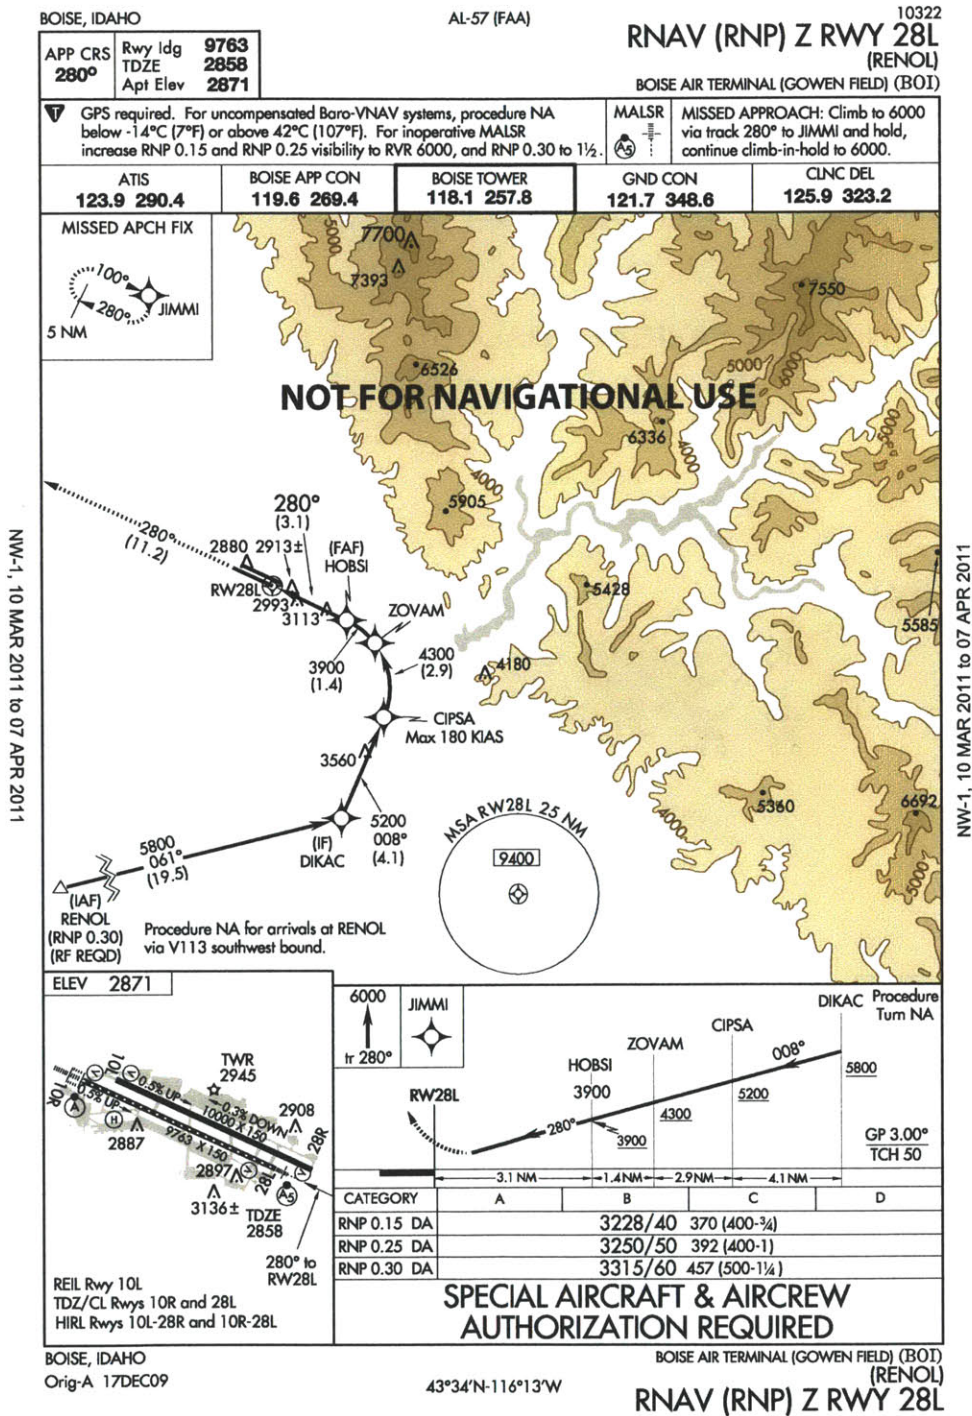 BOISE, IDAHO
AL-57 (FAA)
10322
RNAV (RNP) Z RWY 28L
(RENOL)
BOISE AIR TERMINAL (GOWEN FIELD) (BOI)
APP CRS
280°
Rwy ldg 9763
TDZE 2858
Apt Elev 2871
T
GPS required. For uncompensated Baro-VNAV systems, procedure NA
below -14°C (7°F) or above 42°C (107°F). For inoperative MALSR
increase RNP 0.15 and RNP 0.25 visibility to RVR 6000, and RNP 0.30 to 1½.
MALSR
A5
MISSED APPROACH: Climb to 6000
via track 280° to JIMMI and hold,
continue climb-in-hold to 6000.
ATIS
123.9 290.4
BOISE APP CON
119.6 269.4
BOISE TOWER
118.1 257.8
GND CON
121.7 348.6
CLNC DEL
125.9 323.2
MISSED APCH FIX
100°
280°
JIMMI
5 NM
5000
7700
7393
7550
6526
5000
6000
NOT FOR NAVIGATIONAL USE
6336
4000
5000
4000
5905
280°
(11.2)
280°
(3.1)
2880
2913±
(FAF)
HOBSI
RW28L
2993
3113
ZOVAM
5428
5585
3900
(1.4)
4300
(2.9)
4180
CIPSA
Max 180 KIAS
3560
5360
6692
4000
5000
5200
008°
(4.1)
(IF)
DIKAC
5800
061°
(19.5)
MSA RW28L 25 NM
9400
(IAF)
RENOL
(RNP 0.30)
(RF REQD)
Procedure NA for arrivals at RENOL
via V113 southwest bound.
NW-1, 10 MAR 2011 to 07 APR 2011
NW-1, 10 MAR 2011 to 07 APR 2011
ELEV 2871
10L
10R
V
V
A
H
0.5% UP
0.5% UP
TWR
2945
0.3% DOWN
10000 X 150
9763 X 150
2908
2887
28R
28L
2897
V
V
A5
3136±
TDZE
2858
280° to
RW28L
REIL Rwy 10L
TDZ/CL Rwys 10R and 28L
HIRL Rwys 10L-28R and 10R-28L
6000
tr 280°
JIMMI
DIKAC
Procedure
Turn NA
CIPSA
ZOVAM
HOBSI
3900
RW28L
008°
5800
5200
4300
280°
3900
GP 3.00°
TCH 50
3.1 NM
1.4 NM
2.9 NM
4.1 NM
CATEGORY A B C D
RNP 0.15 DA 3228/40 370 (400-¾)
RNP 0.25 DA 3250/50 392 (400-1)
RNP 0.30 DA 3315/60 457 (500-1¼)
SPECIAL AIRCRAFT & AIRCREW
AUTHORIZATION REQUIRED
BOISE, IDAHO
Orig-A 17DEC09
43°34'N-116°13'W
BOISE AIR TERMINAL (GOWEN FIELD) (BOI)
(RENOL)
RNAV (RNP) Z RWY 28L